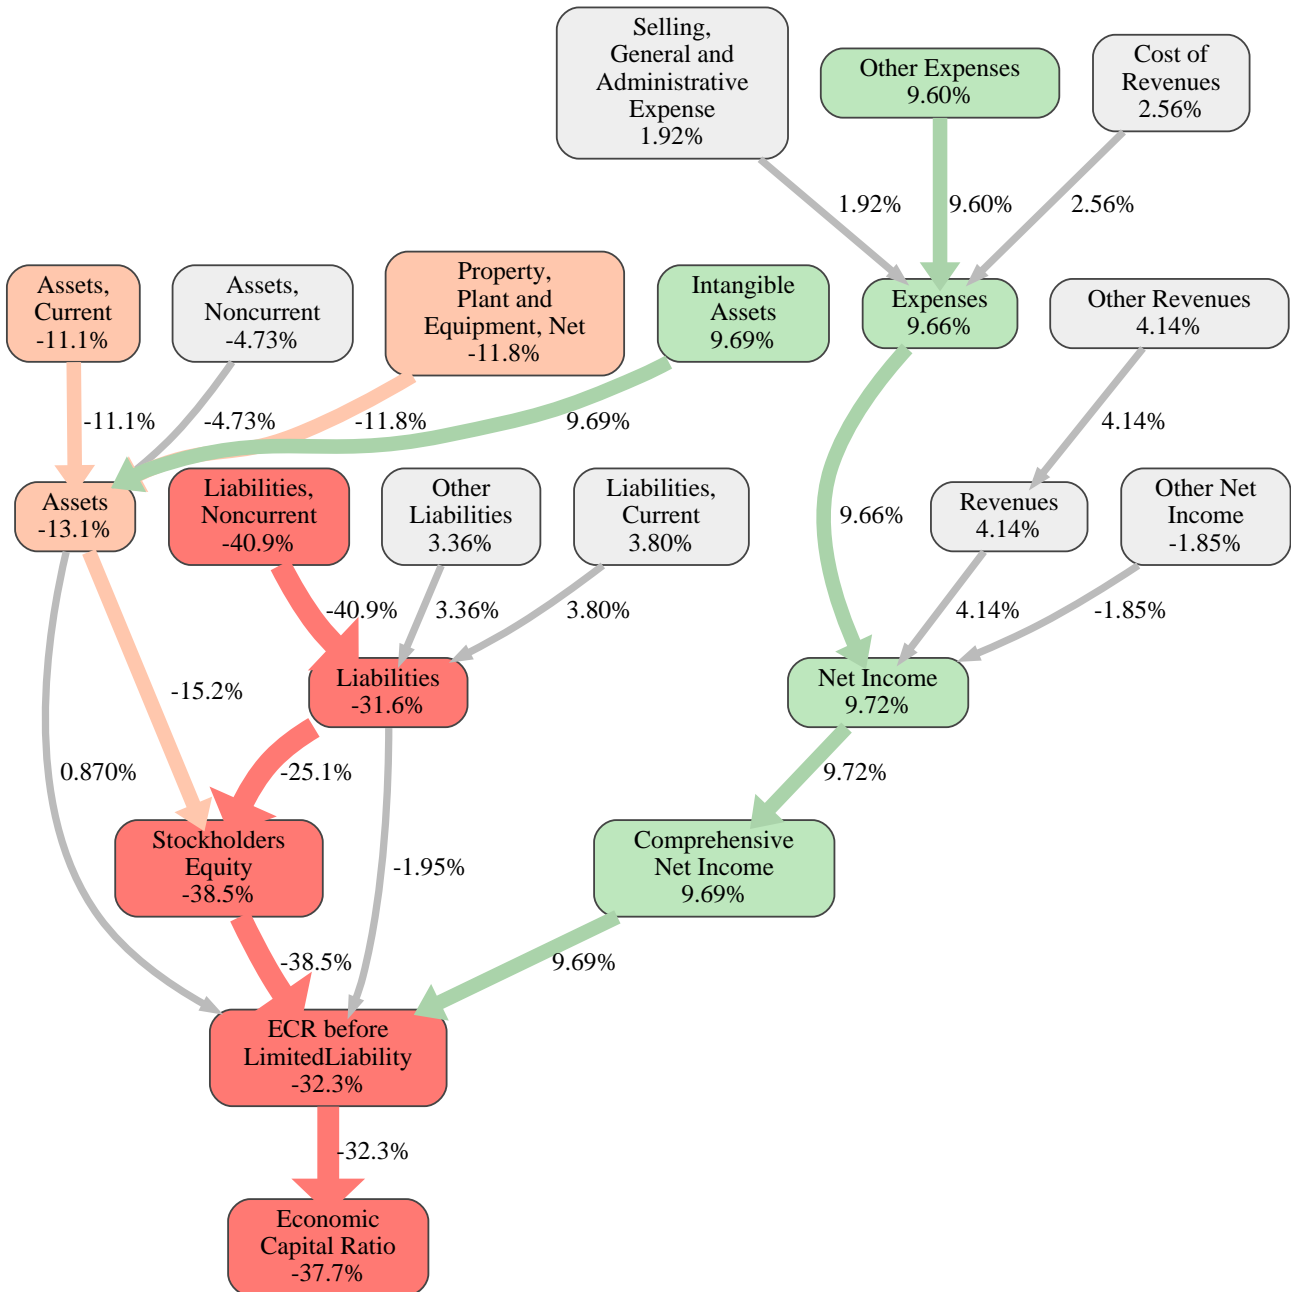 Selling,
General and
Administrative
Expense
1.92%
Other Expenses
9.60%
Cost of
Revenues
2.56%
1.92%
9.60%
2.56%
Assets,
Current
-11.1%
Assets,
Noncurrent
-4.73%
Property,
Plant and
Equipment, Net
-11.8%
Intangible
Assets
9.69%
Expenses
9.66%
Other Revenues
4.14%
-11.1%
-4.73%
-11.8%
9.69%
4.14%
Assets
-13.1%
Liabilities,
Noncurrent
-40.9%
Other
Liabilities
3.36%
Liabilities,
Current
3.80%
9.66%
Revenues
4.14%
Other Net
Income
-1.85%
-40.9%
3.36%
3.80%
4.14%
-1.85%
-15.2%
Liabilities
-31.6%
Net Income
9.72%
0.870%
-25.1%
9.72%
Stockholders
Equity
-38.5%
-1.95%
Comprehensive
Net Income
9.69%
-38.5%
9.69%
ECR before
LimitedLiability
-32.3%
-32.3%
Economic
Capital Ratio
-37.7%